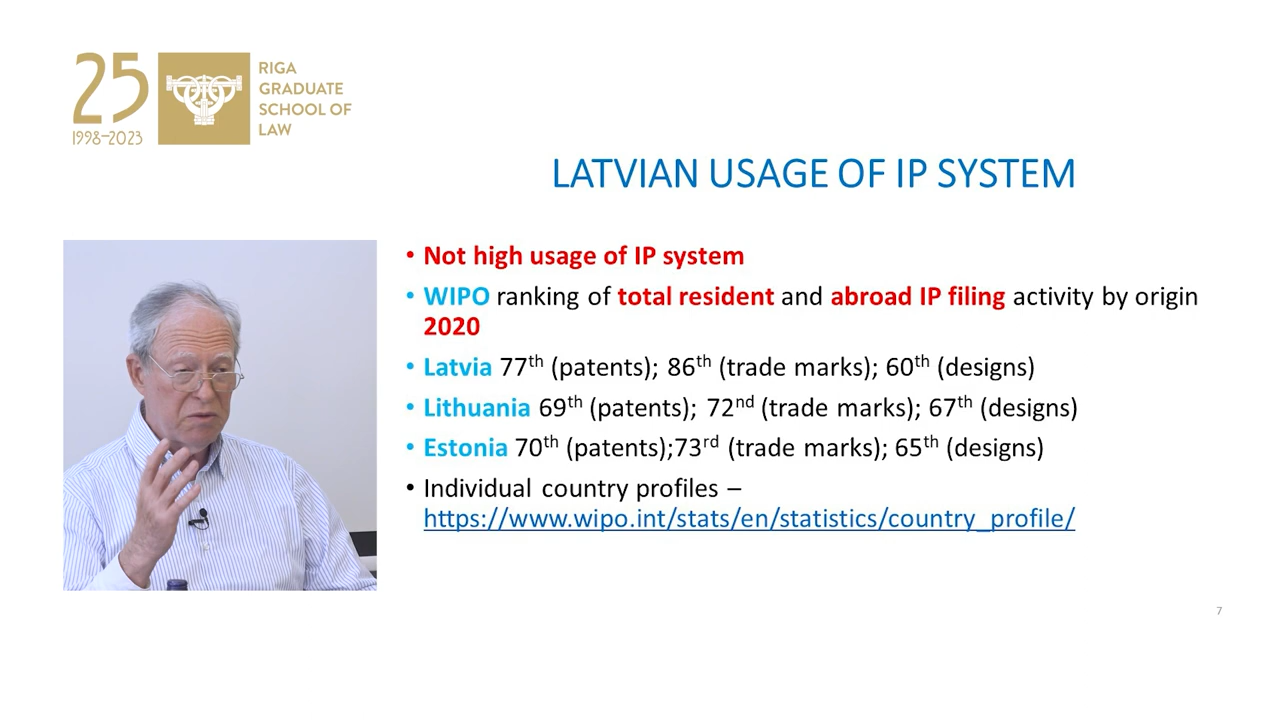 25
1998–2023
RIGA
GRADUATE
SCHOOL OF
LAW
LATVIAN USAGE OF IP SYSTEM
• Not high usage of IP system
• WIPO ranking of total resident and abroad IP filing activity by origin
2020
• Latvia 77th (patents); 86th (trade marks); 60th (designs)
• Lithuania 69th (patents); 72nd (trade marks); 67th (designs)
• Estonia 70th (patents);73rd (trade marks); 65th (designs)
• Individual country profiles –
https://www.wipo.int/stats/en/statistics/country_profile/
7